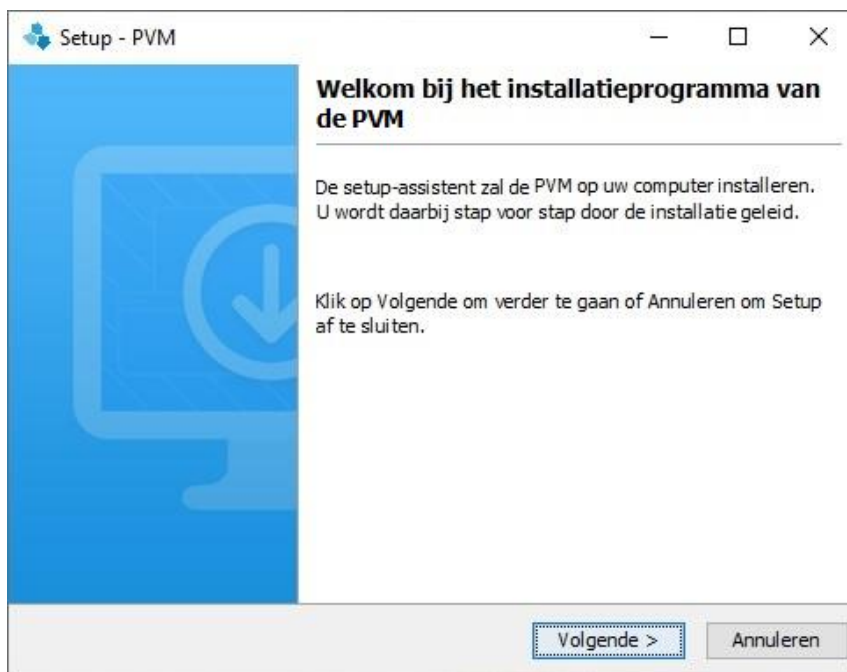 Setup - PVM
Welkom bij het installatieprogramma van
de PVM
De setup-assistent zal de PVM op uw computer installeren.
U wordt daarbij stap voor stap door de installatie geleid.
Klik op Volgende om verder te gaan of Annuleren om Setup
af te sluiten.
Volgende >
Annuleren